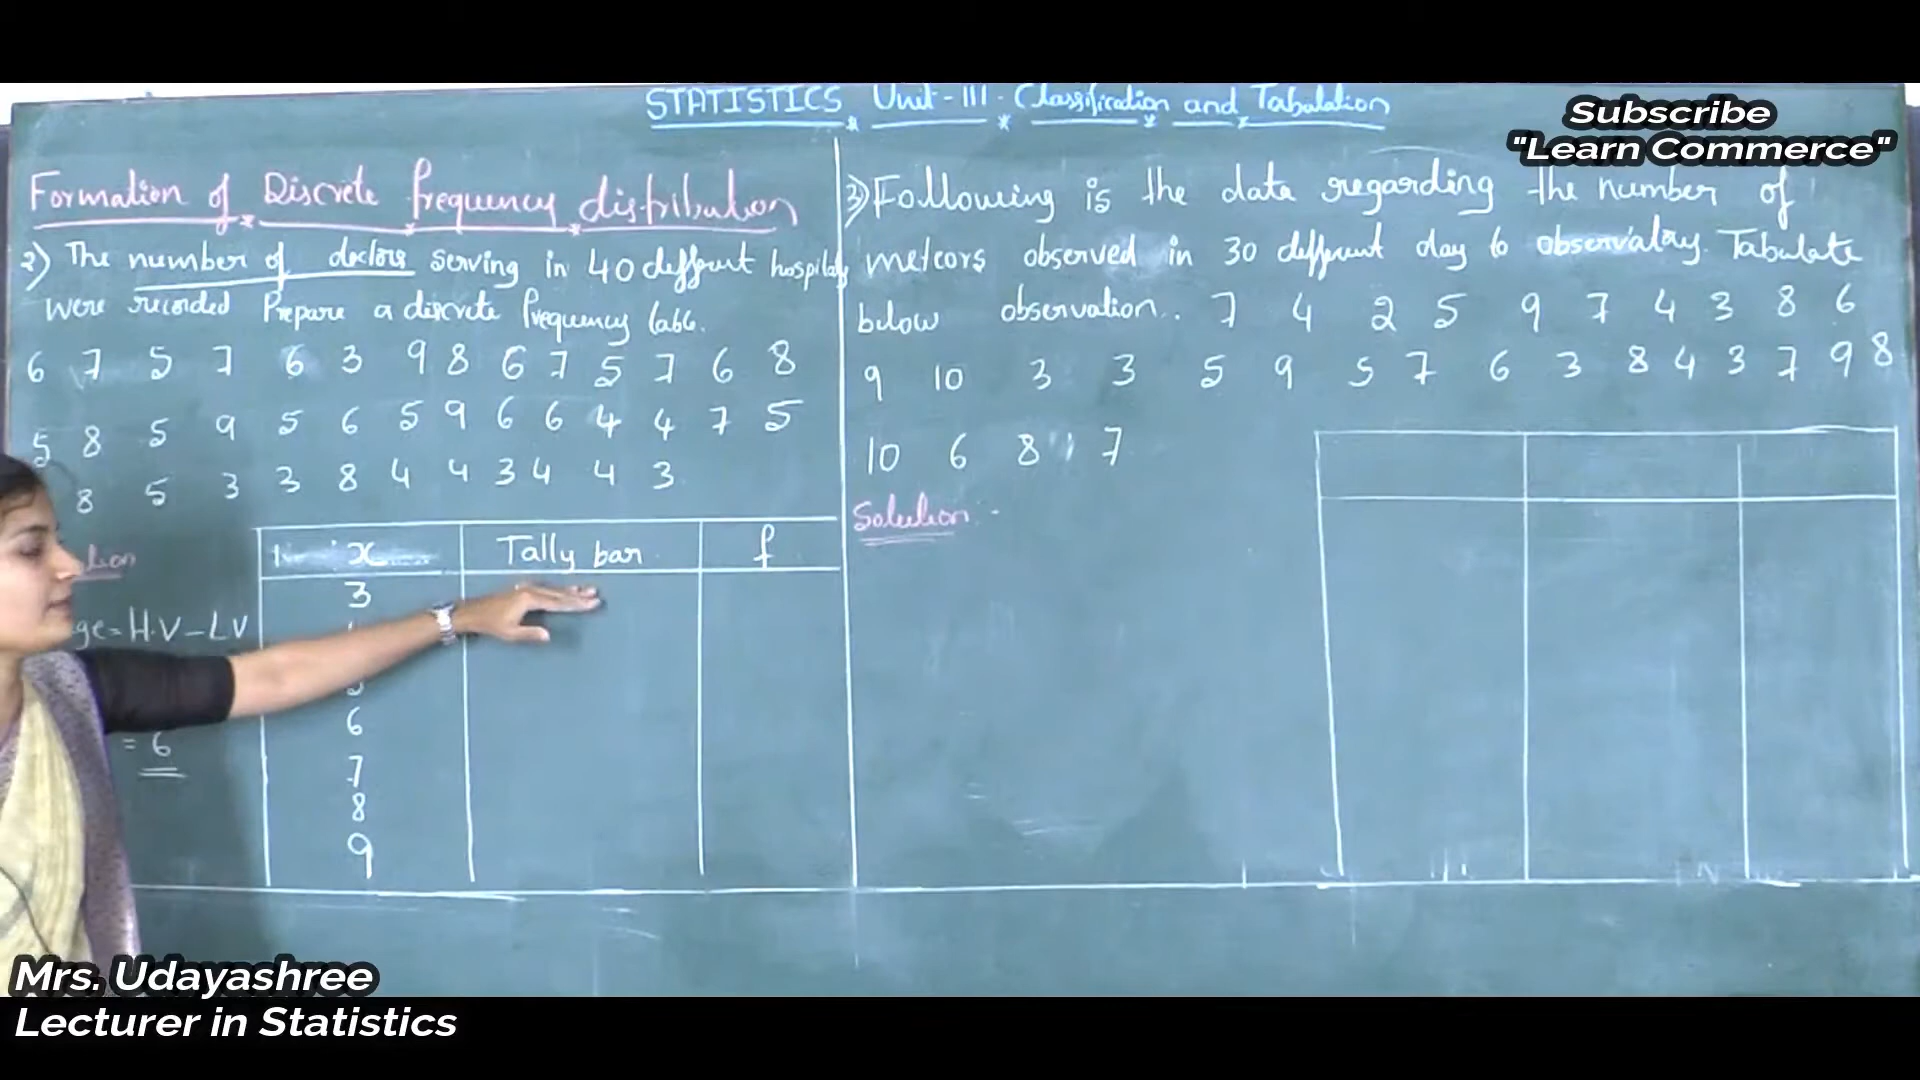 STATISTICS Unit-III. Classification and Tabulation
Subscribe
"Learn Commerce"
Formation of Discrete frequency distribution
2) The number of doctors serving in 40 different hospitals
were recorded Prepare a discrete frequency table.
6 7 5 7 6 3 9 8 6 7 5 7 6 8
5 8 5 9 5 6 5 9 6 6 4 4 7 5
8 5 3 3 8 4 4 3 4 4 3
= H.V - LV
= 6
x Tally bar f
3
6
7
8
9
3) Following is the data regarding the number of
meteors observed in 30 different day to observatory. Tabulate
below observation.. 7 4 2 5 9 7 4 3 8 6
9 10 3 3 5 9 5 7 6 3 8 4 3 7 9 8
10 6 8 7
Solution :-
Mrs. Udayashree
Lecturer in Statistics